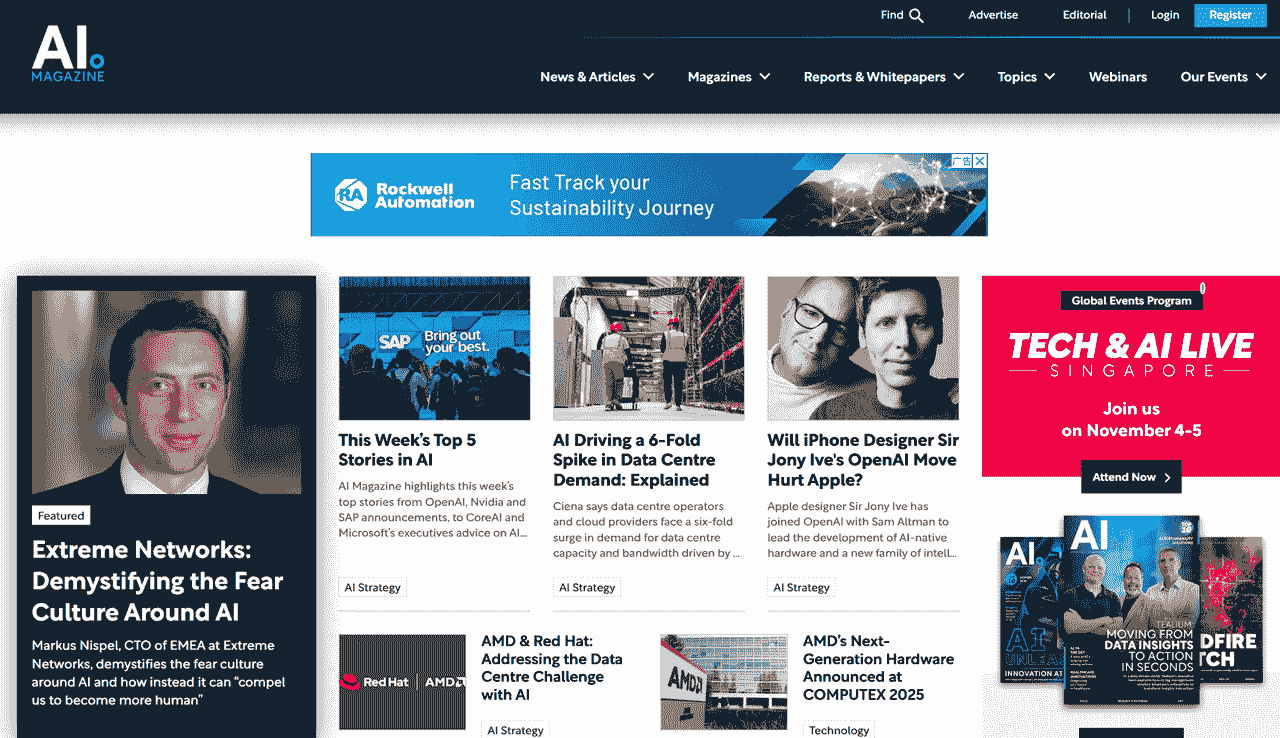 Find
Advertise
Editorial
Login
Register
AI
MAGAZINE
News & Articles
Magazines
Reports & Whitepapers
Topics
Webinars
Our Events
广告
RA
Rockwell
Automation
Fast Track your
Sustainability Journey
Featured
Extreme Networks:
Demystifying the Fear
Culture Around AI
Markus Nispel, CTO of EMEA at Extreme
Networks, demystifies the fear culture
around AI and how instead it can “compel
us to become more human”
SAP
Bring out
your best.
This Week’s Top 5
Stories in AI
AI Magazine highlights this week’s
top stories from OpenAI, Nvidia and
SAP announcements, to CoreAI and
Microsoft’s executives advice on AI…
AI Strategy
AI Driving a 6-Fold
Spike in Data Centre
Demand: Explained
Ciena says data centre operators
and cloud providers face a six-fold
surge in demand for data centre
capacity and bandwidth driven by …
AI Strategy
Will iPhone Designer Sir
Jony Ive's OpenAI Move
Hurt Apple?
Apple designer Sir Jony Ive has
joined OpenAI with Sam Altman to
lead the development of AI-native
hardware and a new family of intell…
AI Strategy
Red Hat
AMD
AMD & Red Hat:
Addressing the Data
Centre Challenge
with AI
AI Strategy
AMD
AMD’s Next-
Generation Hardware
Announced at
COMPUTEX 2025
Technology
Global Events Program
TECH & AI LIVE
SINGAPORE
Join us
on November 4-5
Attend Now
AI
AI
UNLEAS
INNOVATION AT
AI
TEALIUM
MOVING FROM
DATA INSIGHTS
TO ACTION
IN SECONDS
DFIRE
TCH